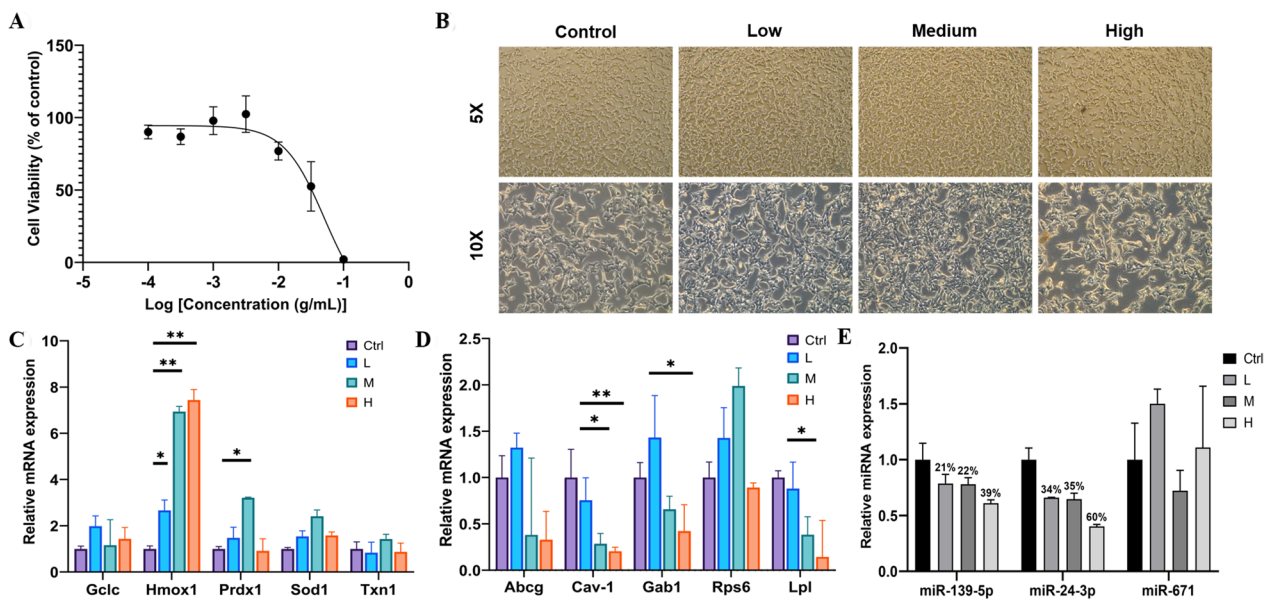 A
150
100
50
0
-5
-4
-3
-2
-1
0
Cell Viability (% of control)
Log [Concentration (g/mL)]
B
Control
Low
Medium
High
5X
10X
C
10
8
6
4
2
0
Relative mRNA expression
**
**
*
*
Ctrl
L
M
H
Gclc
Hmox1
Prdx1
Sod1
Txn1
D
2.5
2.0
1.5
1.0
0.5
0.0
Relative mRNA expression
**
*
*
*
Ctrl
L
M
H
Abcg
Cav-1
Gab1
Rps6
Lpl
E
2.0
1.5
1.0
0.5
0.0
Relative miRNA expression
21%
22%
39%
34%
35%
60%
Ctrl
L
M
H
miR-139-5p
miR-24-3p
miR-671